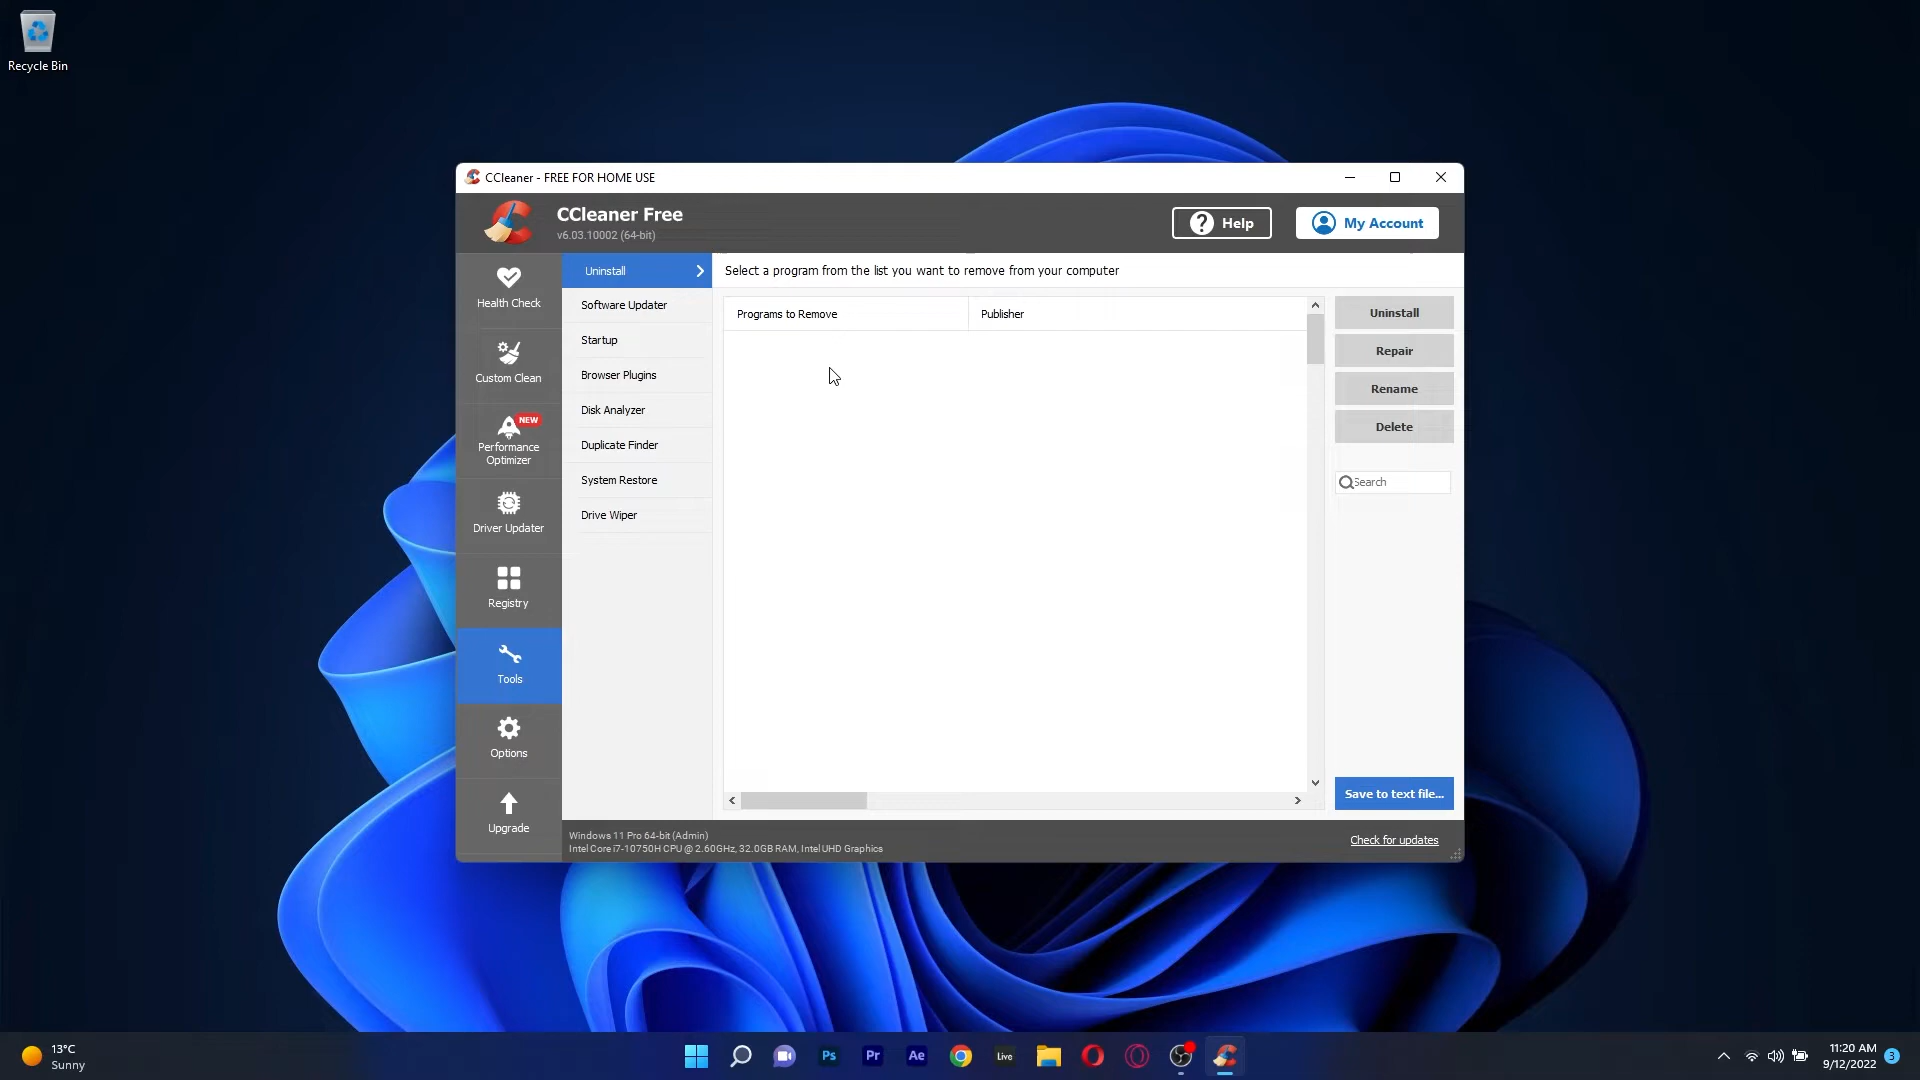 Recycle Bin
CCleaner - FREE FOR HOME USE
CCleaner Free
v6.03.10002 (64-bit)
? Help
My Account
Health Check
Custom Clean
NEW
Performance
Optimizer
Driver Updater
Registry
Tools
Options
Upgrade
Uninstall
Software Updater
Startup
Browser Plugins
Disk Analyzer
Duplicate Finder
System Restore
Drive Wiper
Select a program from the list you want to remove from your computer
Programs to Remove
Publisher
Uninstall
Repair
Rename
Delete
Search
Save to text file...
Windows 11 Pro 64-bit (Admin)
Intel Core i7-10750H CPU @ 2.60GHz, 32.0GB RAM, Intel UHD Graphics
Check for updates
13°C
Sunny
Ps
Pr
Ae
Live
11:20 AM
9/12/2022
3